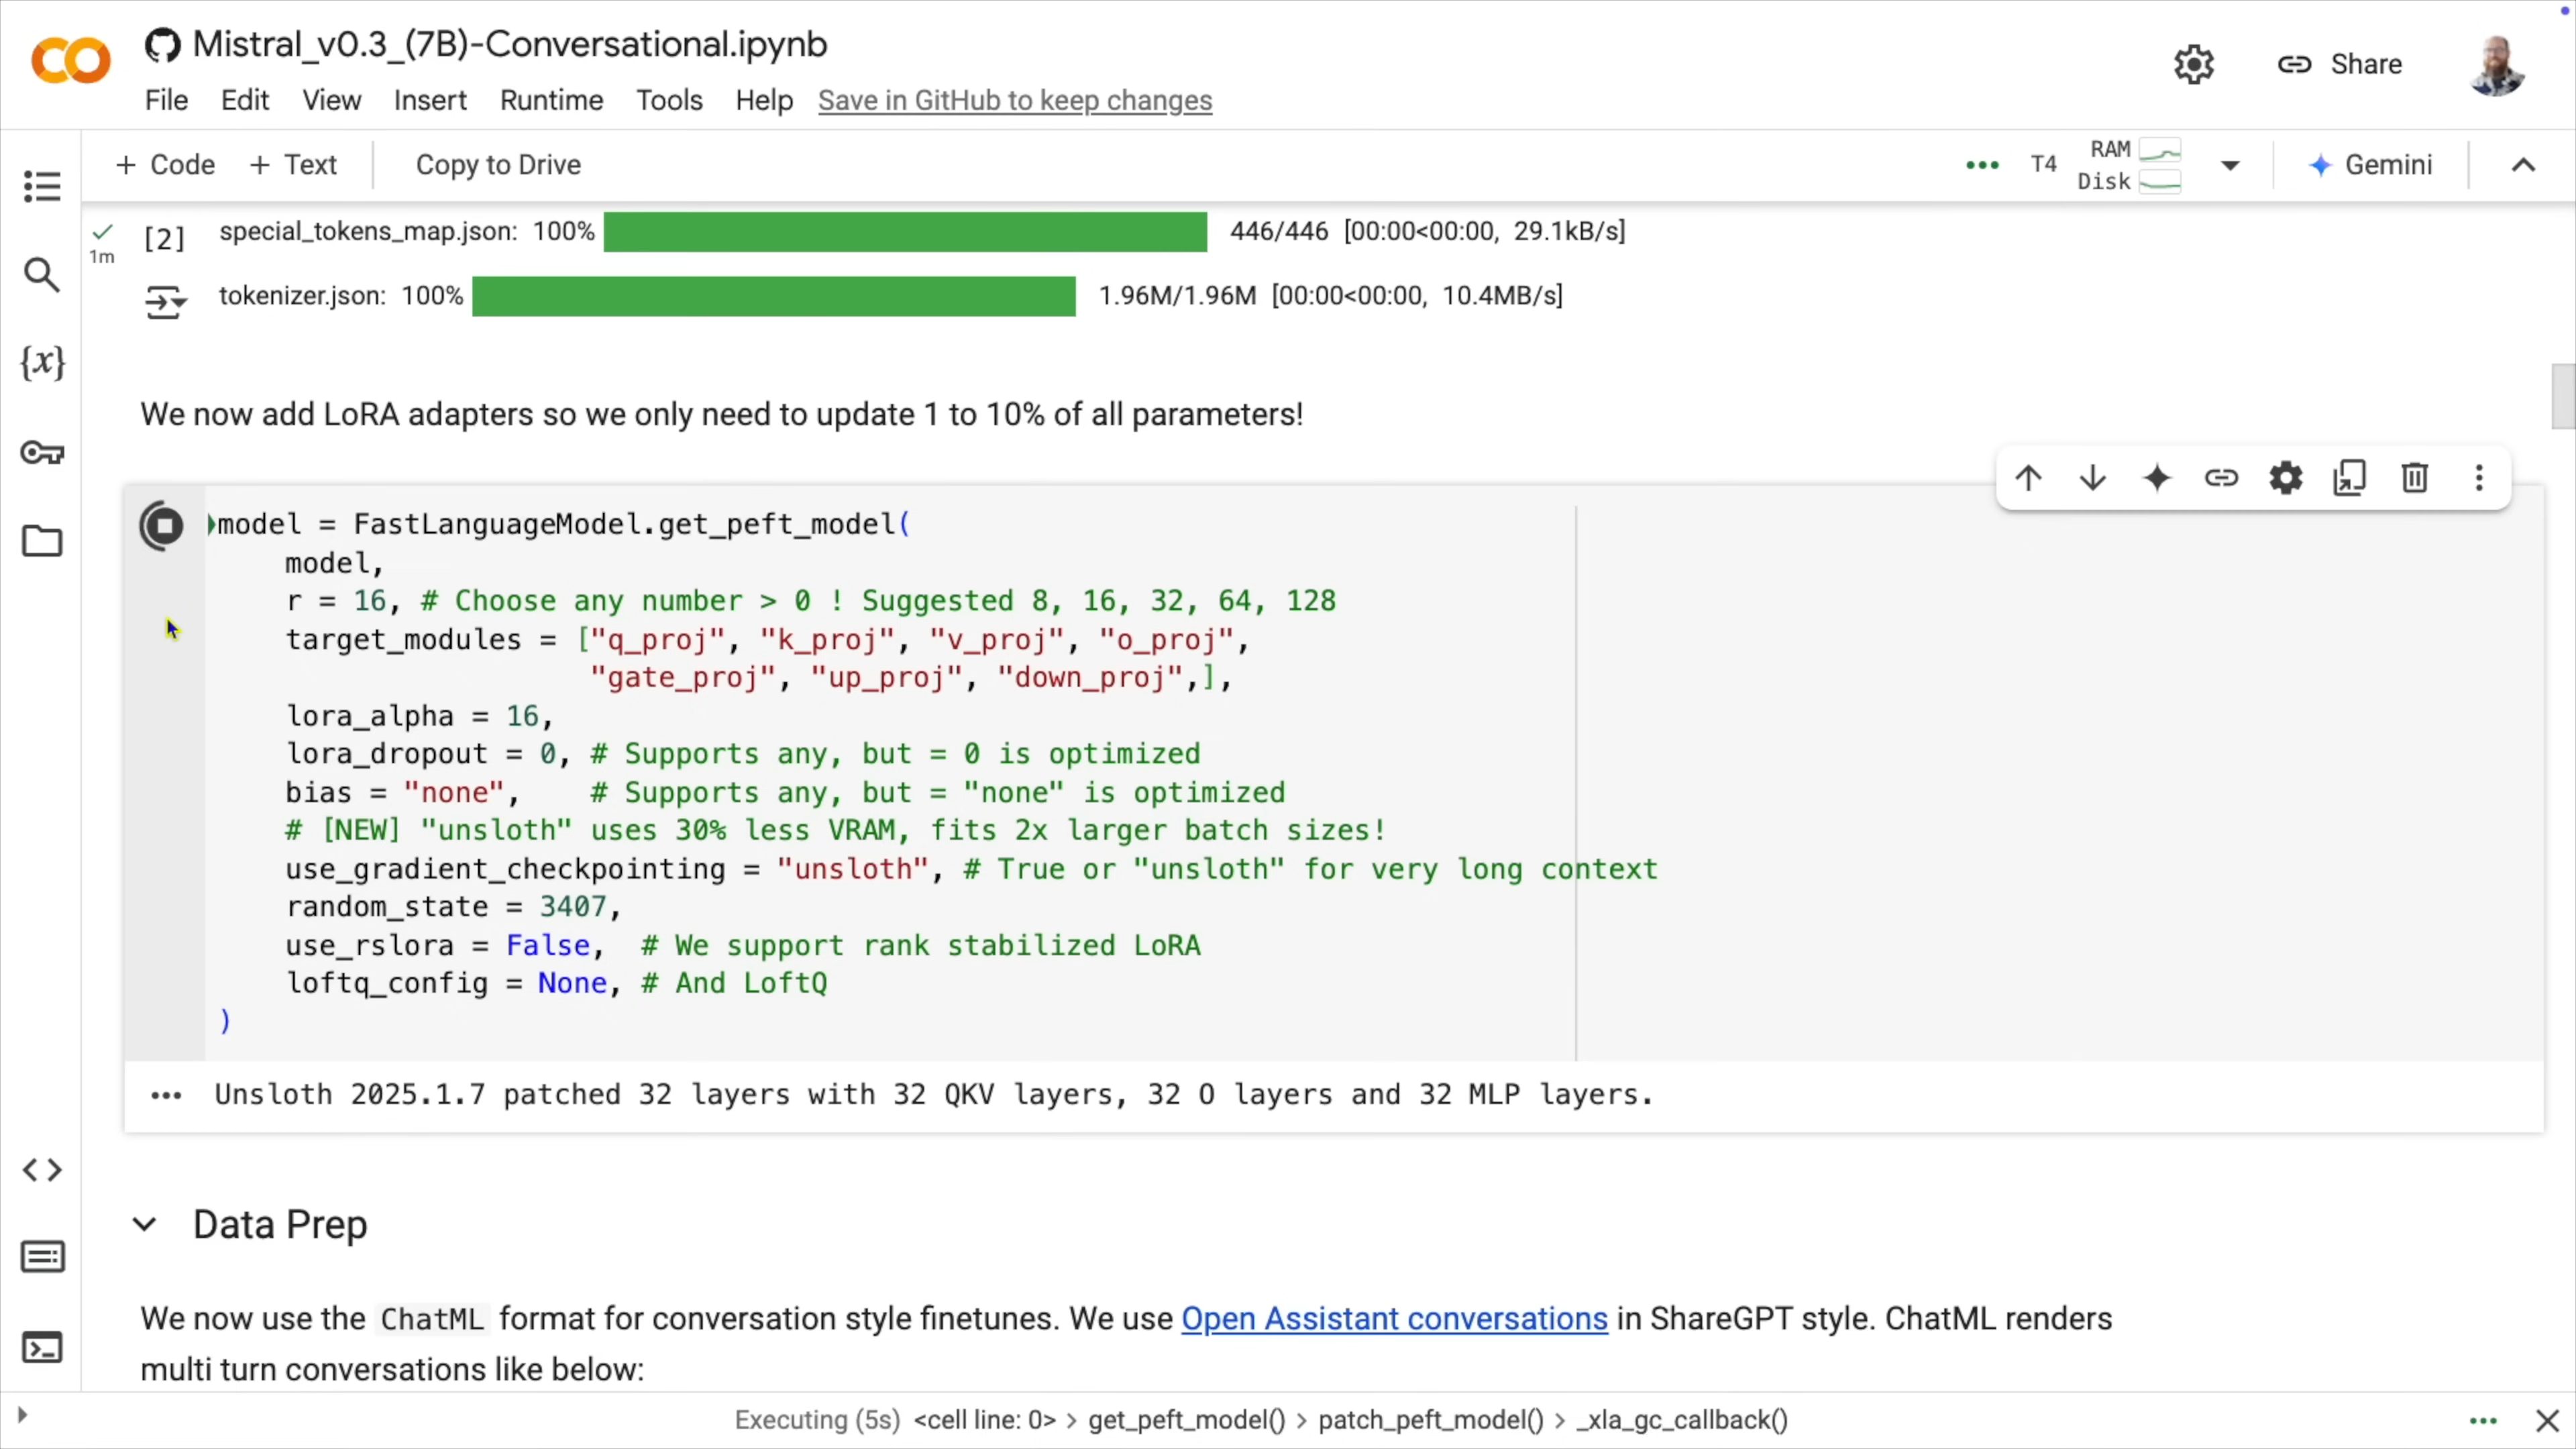 Mistral_v0.3_(7B)-Conversational.ipynb
File Edit View Insert Runtime Tools Help Save in GitHub to keep changes
Share
+ Code + Text Copy to Drive
T4 RAM Disk Gemini
1m
[2] special_tokens_map.json: 100% 446/446 [00:00<00:00, 29.1kB/s]
tokenizer.json: 100% 1.96M/1.96M [00:00<00:00, 10.4MB/s]
{x}
We now add LoRA adapters so we only need to update 1 to 10% of all parameters!
model = FastLanguageModel.get_peft_model(
    model,
    r = 16, # Choose any number > 0 ! Suggested 8, 16, 32, 64, 128
    target_modules = ["q_proj", "k_proj", "v_proj", "o_proj",
                      "gate_proj", "up_proj", "down_proj",],
    lora_alpha = 16,
    lora_dropout = 0, # Supports any, but = 0 is optimized
    bias = "none",    # Supports any, but = "none" is optimized
    # [NEW] "unsloth" uses 30% less VRAM, fits 2x larger batch sizes!
    use_gradient_checkpointing = "unsloth", # True or "unsloth" for very long context
    random_state = 3407,
    use_rslora = False,  # We support rank stabilized LoRA
    loftq_config = None, # And LoftQ
)
Unsloth 2025.1.7 patched 32 layers with 32 QKV layers, 32 O layers and 32 MLP layers.
Data Prep
We now use the ChatML format for conversation style finetunes. We use Open Assistant conversations in ShareGPT style. ChatML renders
multi turn conversations like below:
Executing (5s) <cell line: 0> > get_peft_model() > patch_peft_model() > _xla_gc_callback()